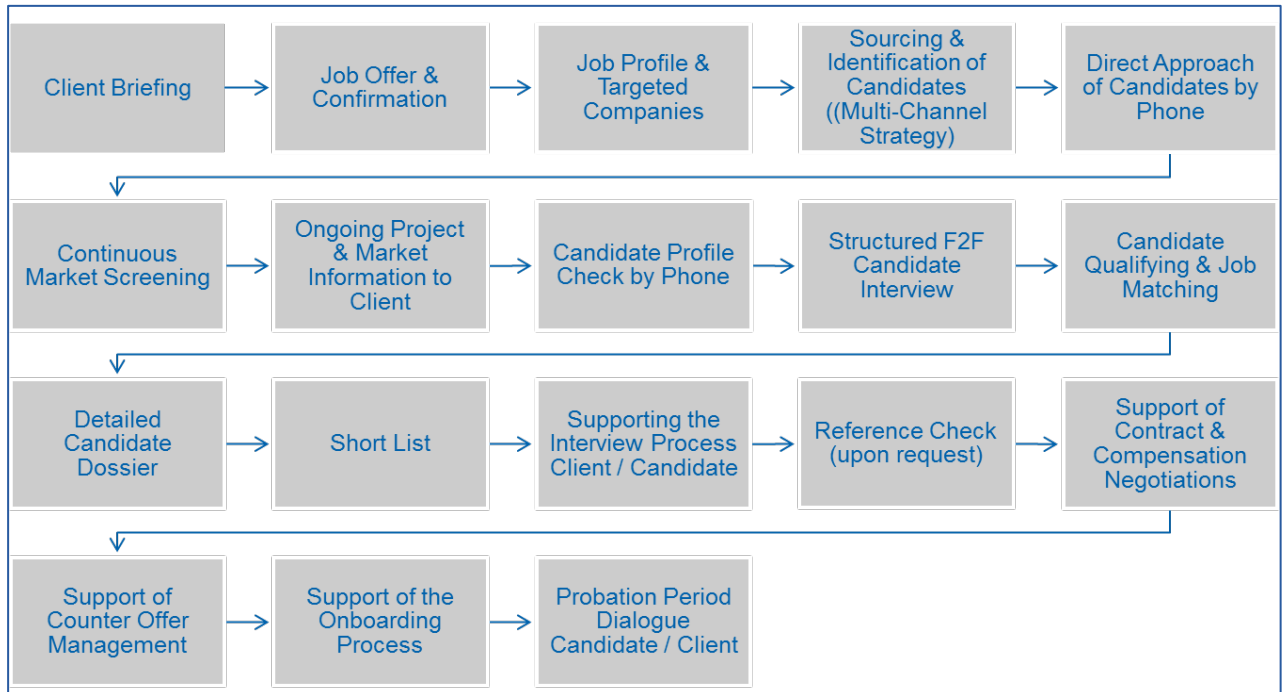 Client Briefing
Job Offer &
Confirmation
Job Profile &
Targeted
Companies
Sourcing &
Identification of
Candidates
((Multi-Channel
Strategy)
Direct Approach
of Candidates by
Phone
Continuous
Market Screening
Ongoing Project
& Market
Information to
Client
Candidate Profile
Check by Phone
Structured F2F
Candidate
Interview
Candidate
Qualifying & Job
Matching
Detailed
Candidate
Dossier
Short List
Supporting the
Interview Process
Client / Candidate
Reference Check
(upon request)
Support of
Contract &
Compensation
Negotiations
Support of
Counter Offer
Management
Support of the
Onboarding
Process
Probation Period
Dialogue
Candidate / Client